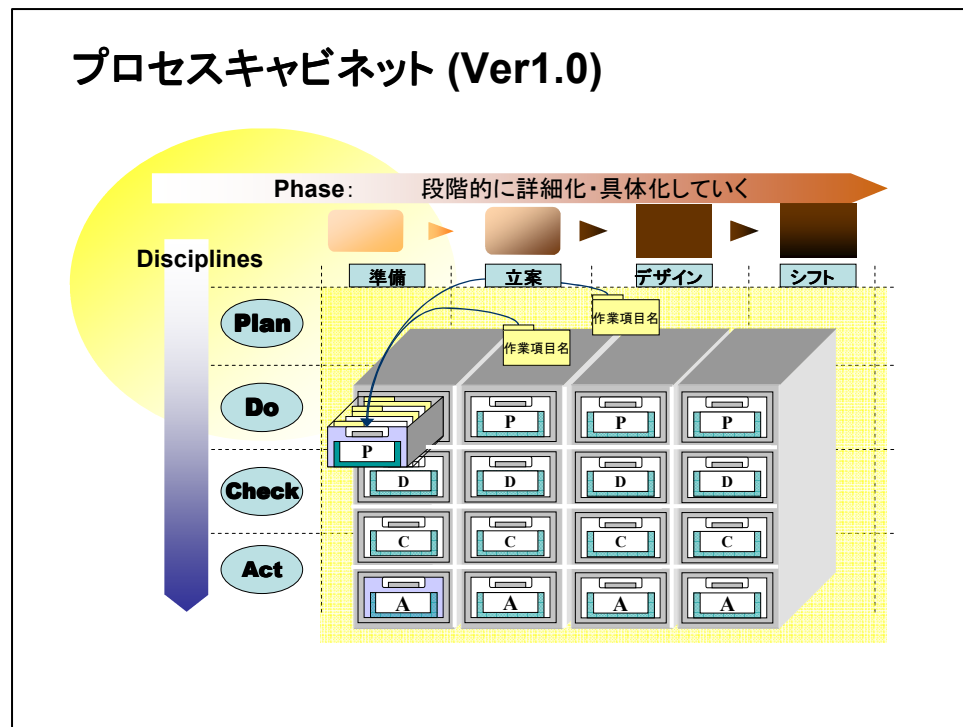 プロセスキャビネット (Ver1.0)
Phase： 段階的に詳細化・具体化していく
Disciplines
準備
立案
デザイン
シフト
Plan
作業項目名
作業項目名
Do
P
P
P
P
Check
D
D
D
D
C
C
C
C
Act
A
A
A
A